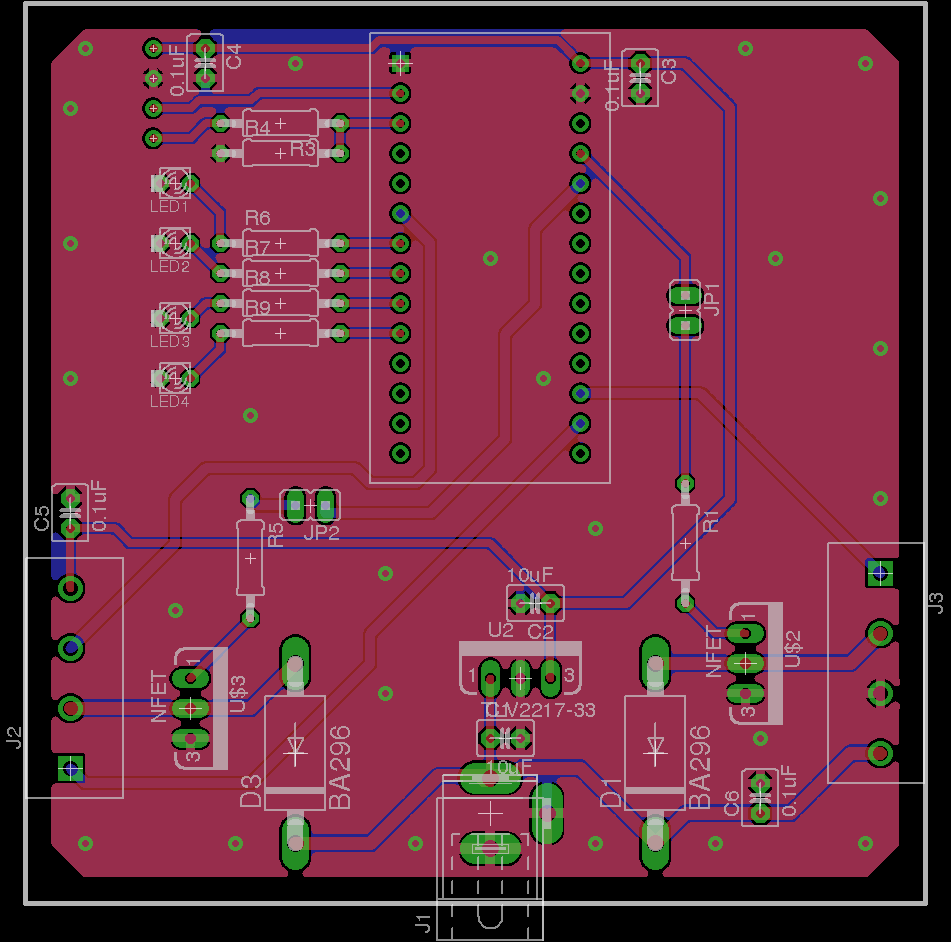 0.1uF
C4
0.1uF
C3
R4
R3
LED1
R6
LED2
R7
R8
JP1
R9
LED3
LED4
C5
0.1uF
R5
JP2
R1
10uF
U2
C2
J3
NFET
1
U$2
3
1
3
NFET
1
U$3
3
TLV2217-33
J2
10uF
D3
BA296
D1
BA296
C6
0.1uF
J1